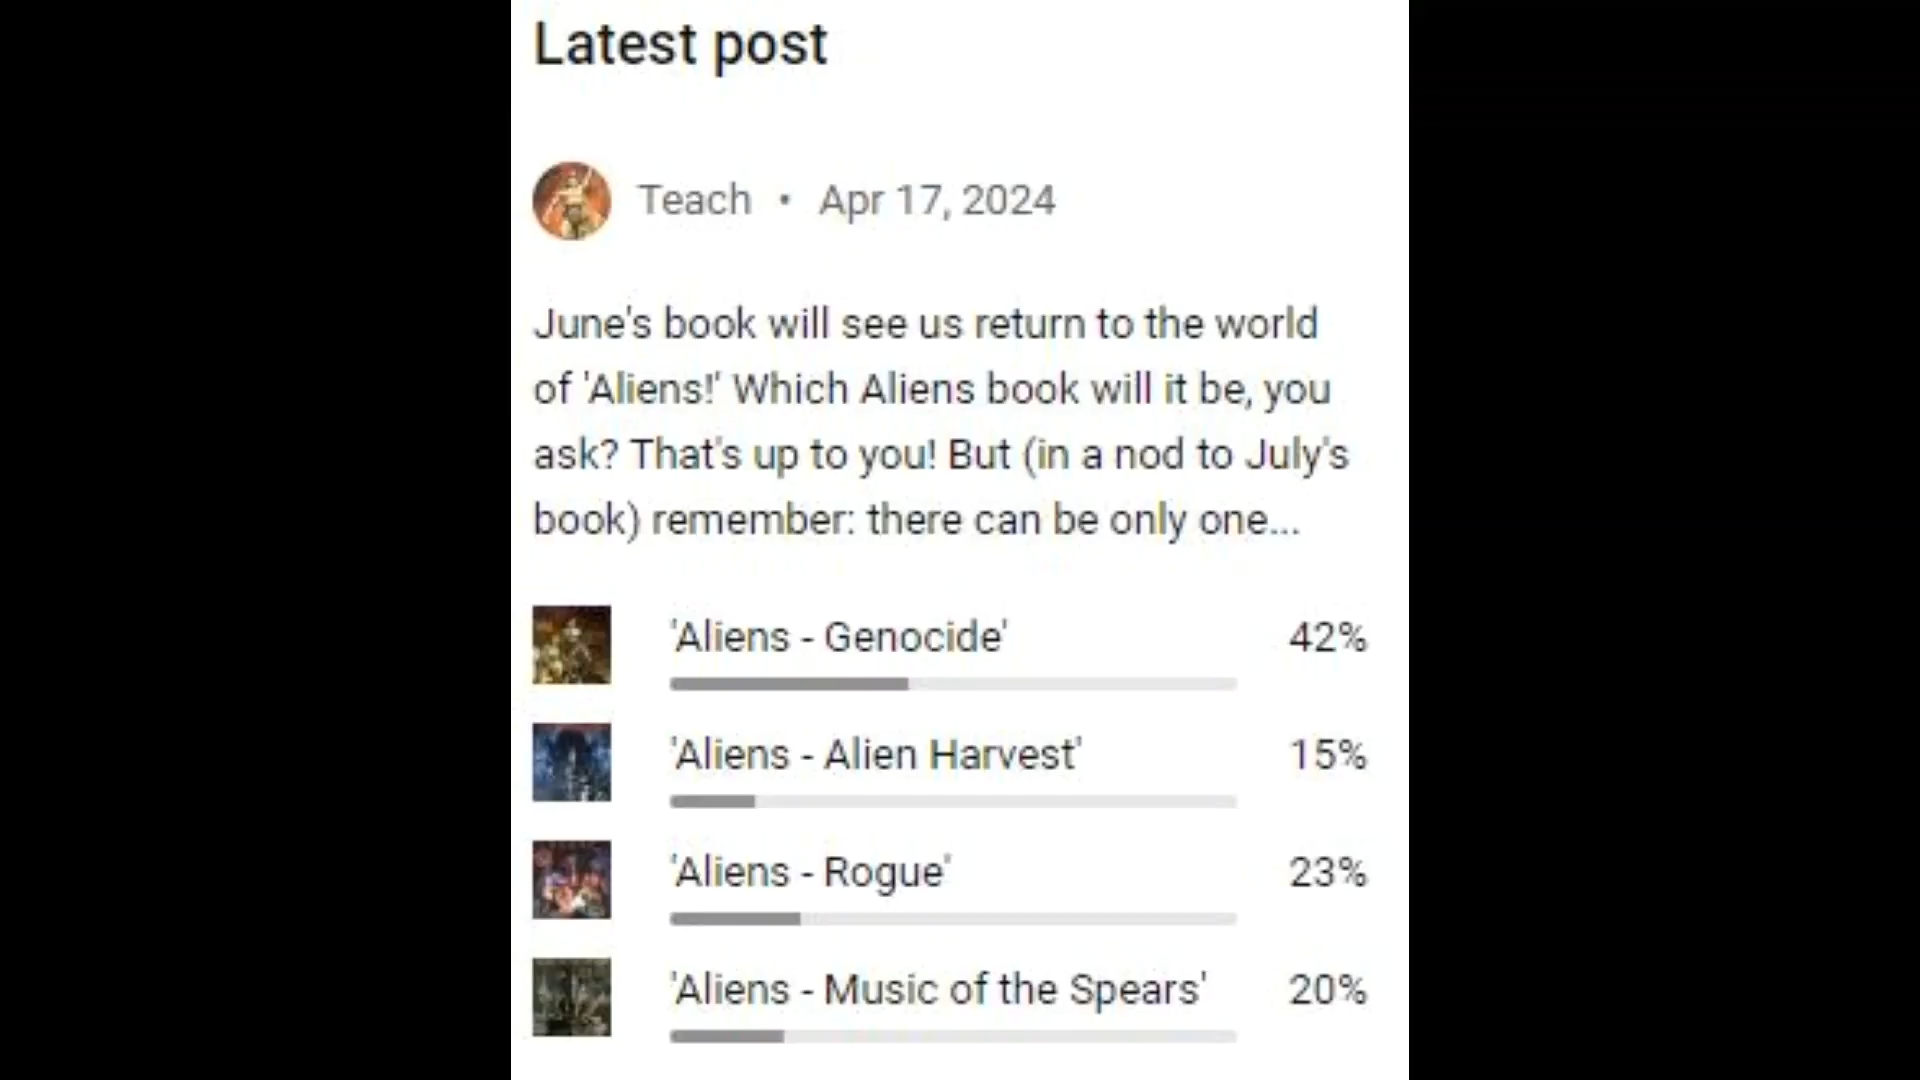 Latest post
Teach • Apr 17, 2024
June's book will see us return to the world
of 'Aliens!' Which Aliens book will it be, you
ask? That's up to you! But (in a nod to July's
book) remember: there can be only one...
'Aliens - Genocide' 42%
'Aliens - Alien Harvest' 15%
'Aliens - Rogue' 23%
'Aliens - Music of the Spears' 20%